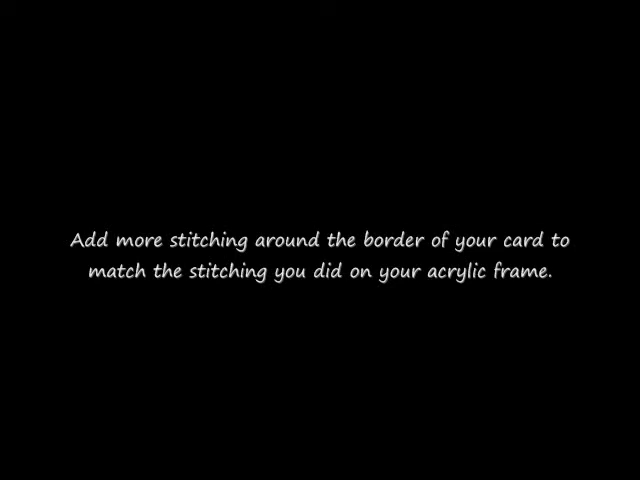 Add more stitching around the border of your card to
match the stitching you did on your acrylic frame.